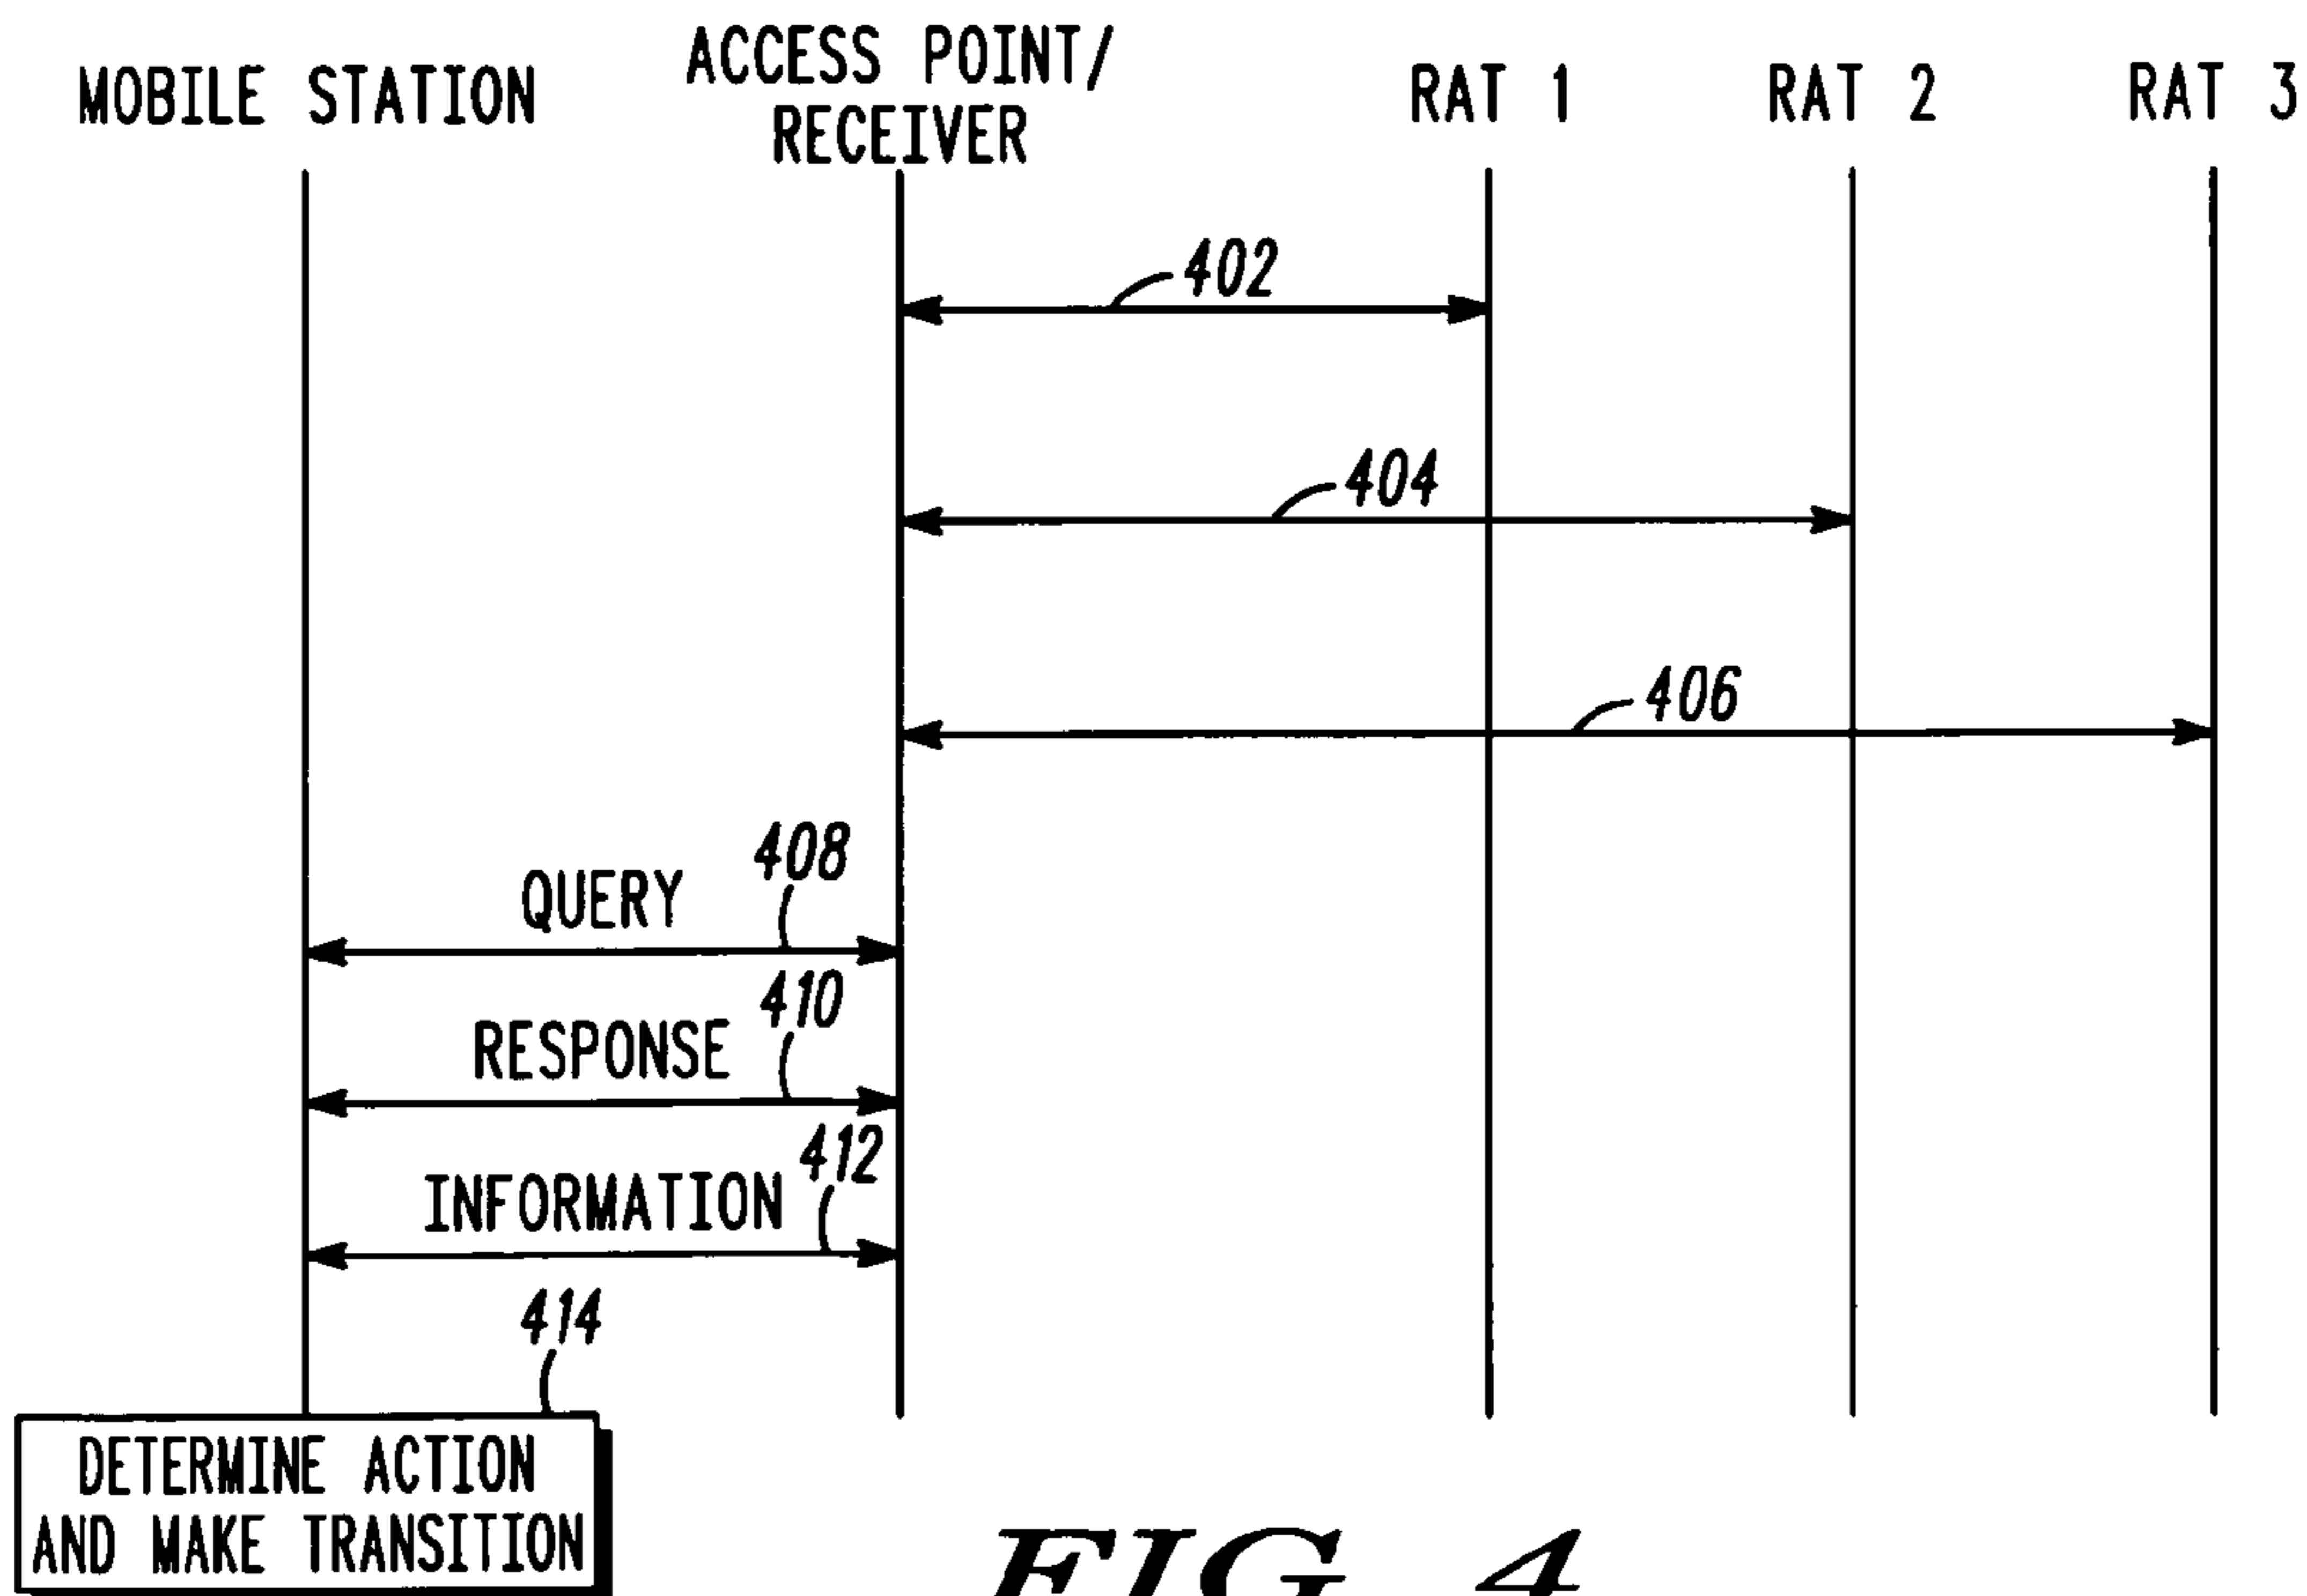 MOBILE STATION
ACCESS POINT/
RECEIVER
RAT 1
RAT 2
RAT 3
402
404
406
408
QUERY
410
RESPONSE
412
INFORMATION
414
DETERMINE ACTION
AND MAKE TRANSITION
FIG. 4